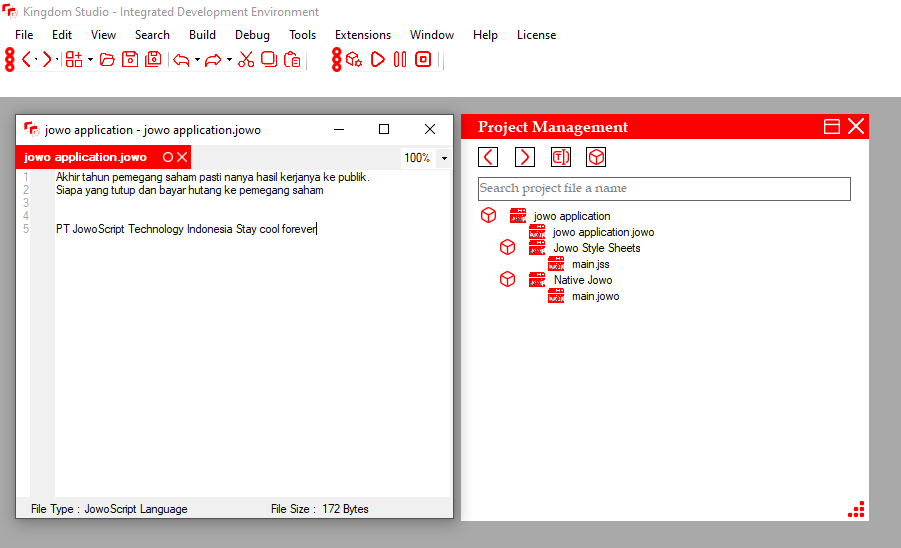 Kingdom Studio - Integrated Development Environment
File Edit View Search Build Debug Tools Extensions Window Help License
jowo application - jowo application.jowo
jowo application.jowo
100%
1 Akhir tahun pemegang saham pasti nanya hasil kerjanya ke publik.
2 Siapa yang tutup dan bayar hutang ke pemegang saham
3
4
5 PT JowoScript Technology Indonesia Stay cool forever
File Type : JowoScript Language File Size : 172 Bytes
Project Management
Search project file a name
jowo application
jowo application.jowo
Jowo Style Sheets
main.jss
Native Jowo
main.jowo